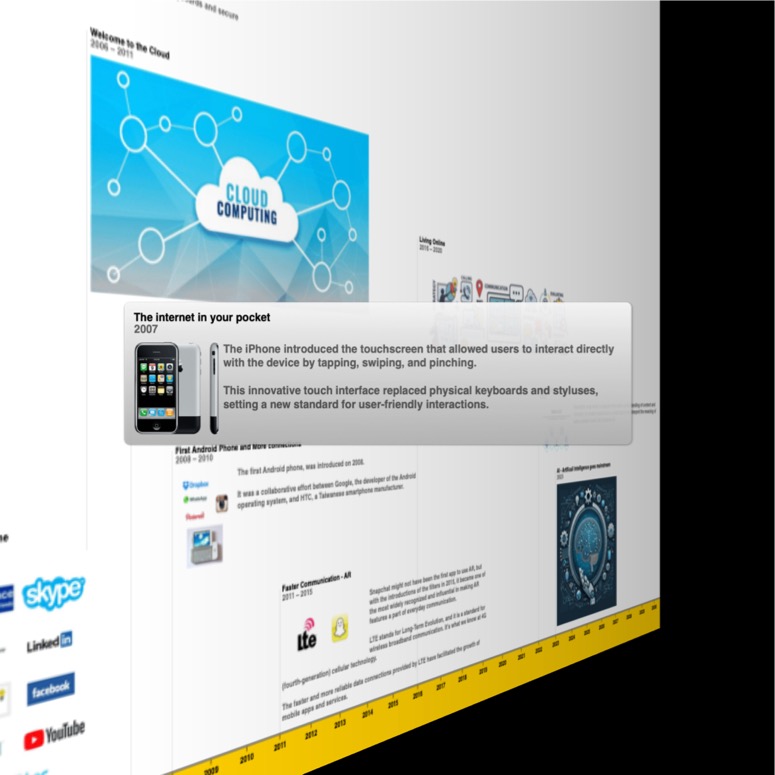 and secure
Welcome to the Cloud
2006 – 2011
CLOUD
COMPUTING
Living Online
2015 – 2020
The internet in your pocket
2007
The iPhone introduced the touchscreen that allowed users to interact directly
with the device by tapping, swiping, and pinching.
This innovative touch interface replaced physical keyboards and styluses,
setting a new standard for user-friendly interactions.
First Android Phone and More connections
2008 – 2010
The first Android phone, was introduced on 2008.
It was a collaborative effort between Google, the developer of the Android
operating system, and HTC, a Taiwanese smartphone manufacturer.
Dropbox
WhatsApp
Pinterest
AI - Artificial intelligence goes mainstream
Faster Communication - AR
2011 – 2015
lte
Snapchat might not have been the first app to use AR, but
with the introductions of the filters in 2015, it became one of
the most widely recognized and influential in making AR
features a part of everyday communication.
LTE stands for Long-Term Evolution, and it is a standard for
wireless broadband communication. It's what we know at 4G
(fourth-generation) cellular technology.
The faster and more reliable data connections provided by LTE have facilitated the growth of
mobile apps and services.
skype
Linked in
facebook
YouTube
2009 2010 2011 2012 2013 2014 2015 2016 2017 2018 2019 2020 2021 2022 2023